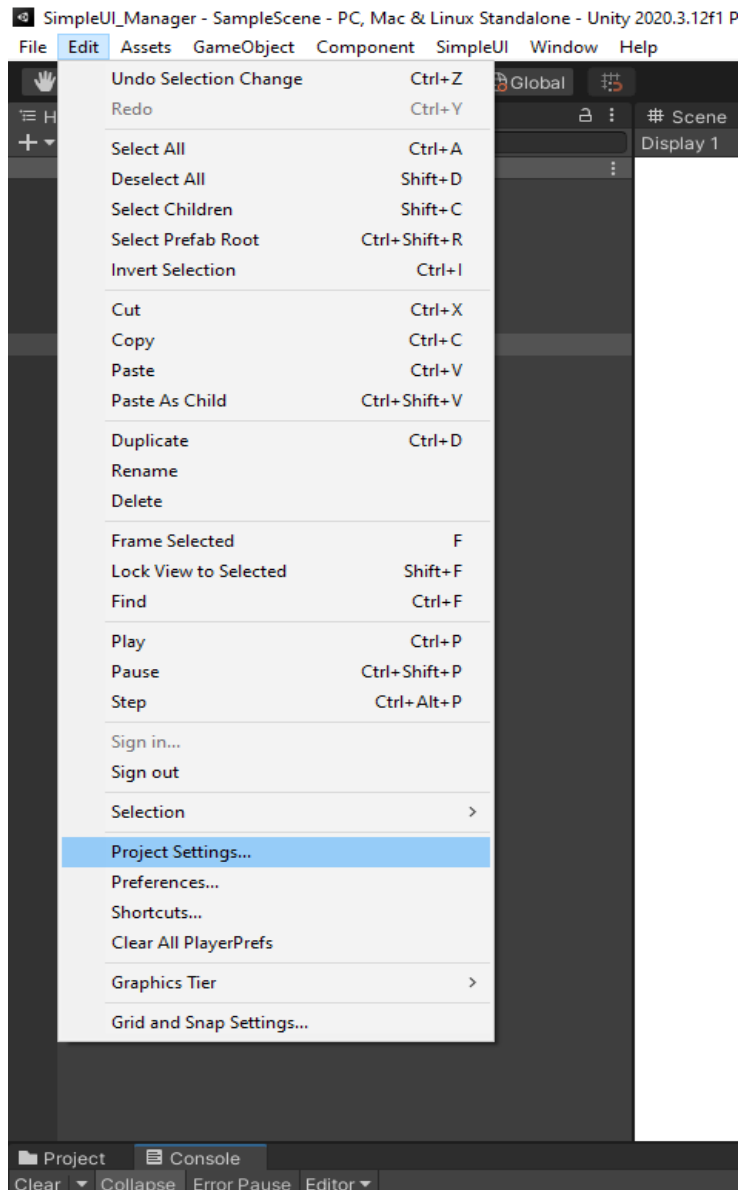 SimpleUI_Manager - SampleScene - PC, Mac & Linux Standalone - Unity 2020.3.12f1 P
File Edit Assets GameObject Component SimpleUI Window Help
Global
H
# Scene
Display 1
Undo Selection Change Ctrl+Z
Redo Ctrl+Y
Select All Ctrl+A
Deselect All Shift+D
Select Children Shift+C
Select Prefab Root Ctrl+Shift+R
Invert Selection Ctrl+I
Cut Ctrl+X
Copy Ctrl+C
Paste Ctrl+V
Paste As Child Ctrl+Shift+V
Duplicate Ctrl+D
Rename
Delete
Frame Selected F
Lock View to Selected Shift+F
Find Ctrl+F
Play Ctrl+P
Pause Ctrl+Shift+P
Step Ctrl+Alt+P
Sign in...
Sign out
Selection >
Project Settings...
Preferences...
Shortcuts...
Clear All PlayerPrefs
Graphics Tier >
Grid and Snap Settings...
Project Console
Clear Collapse Error Pause Editor